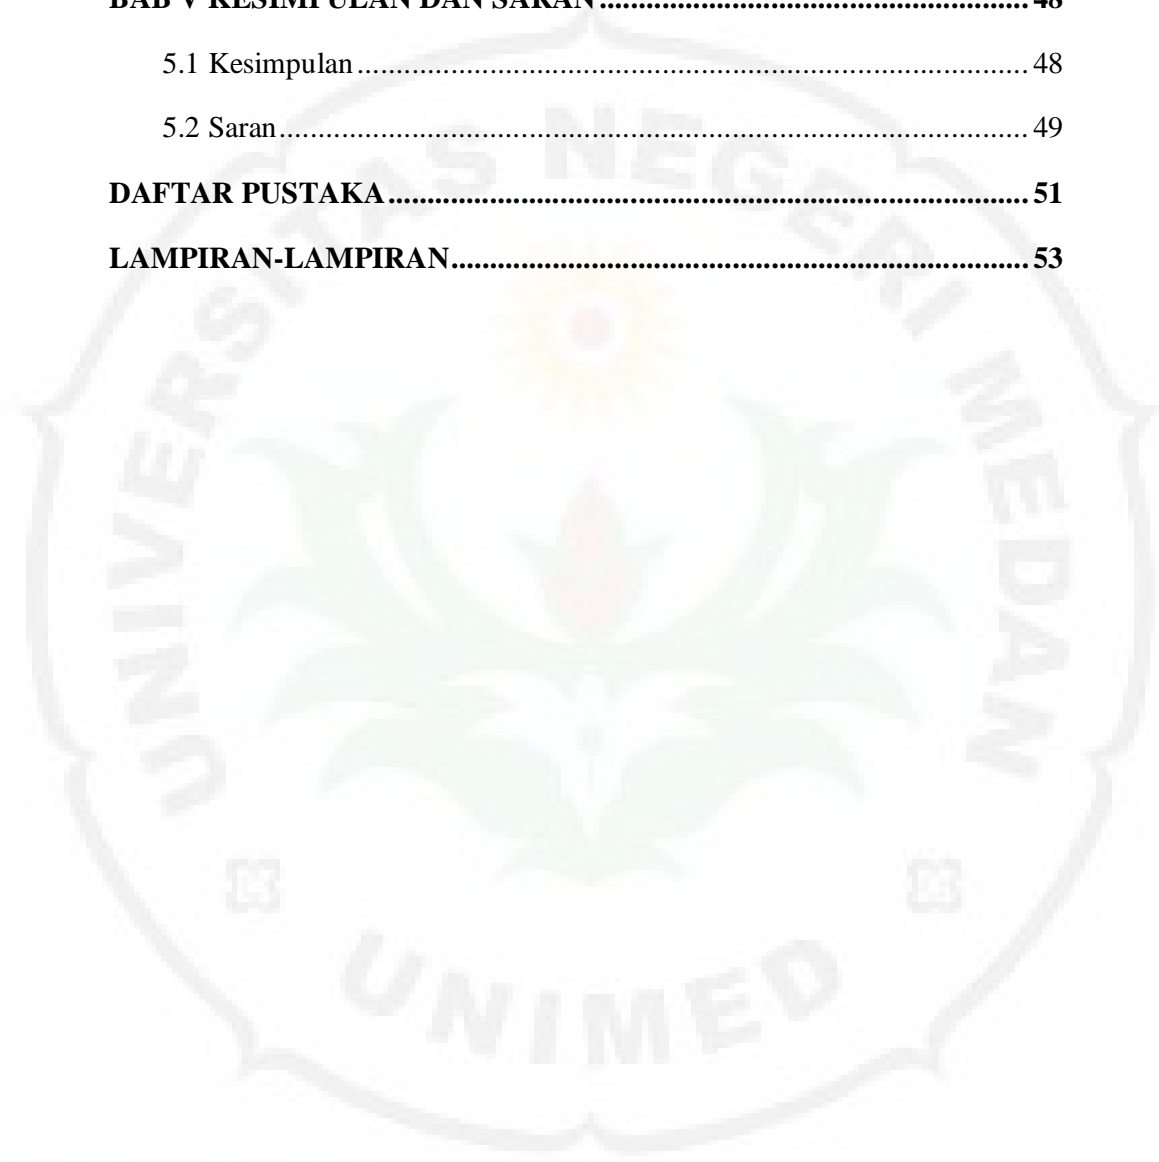 BAB V KESIMPULAN DAN SARAN........................................................ 48
5.1 Kesimpulan....................................................................................... 48
5.2 Saran................................................................................................. 49
DAFTAR PUSTAKA.................................................................................... 51
LAMPIRAN-LAMPIRAN........................................................................... 53
UNIVERSITAS NEGERI MEDAN
UNIMED